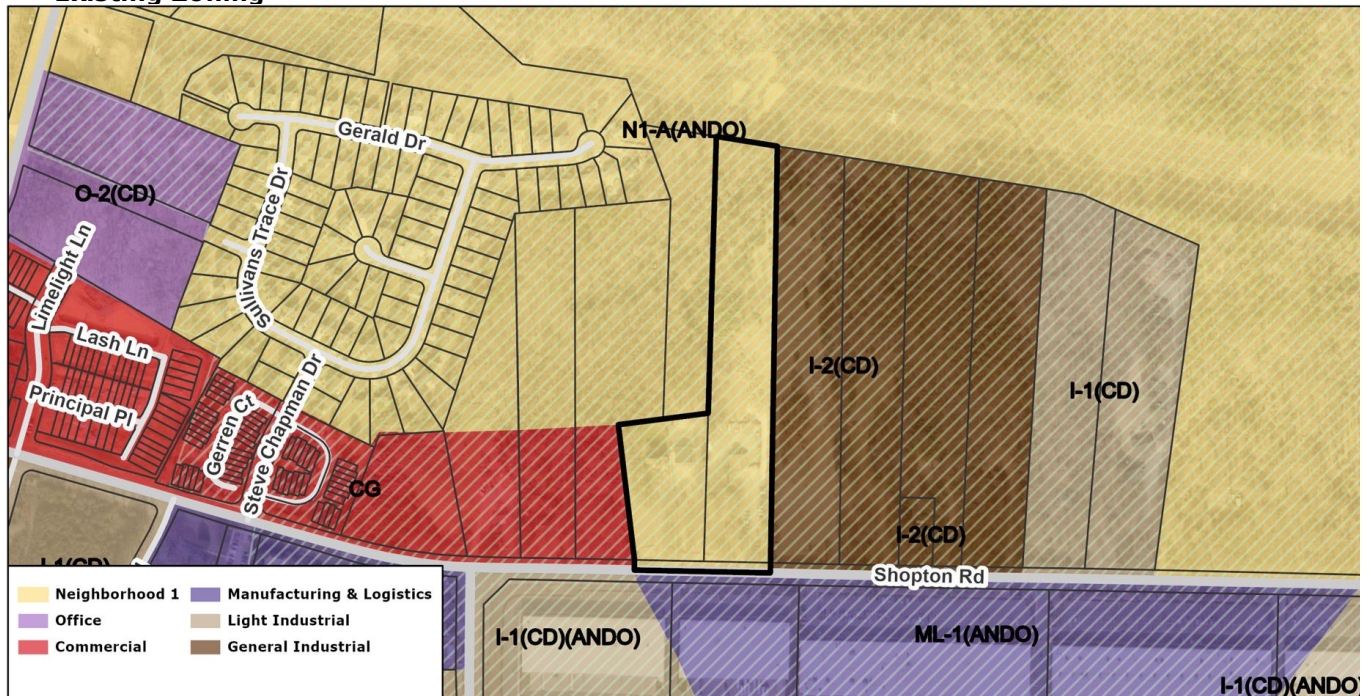 Existing Zoning
N1-A(ANDO)
Gerald Dr
O-2(CD)
Sullivans Trace Dr
Limelight Ln
Lash Ln
Principal Pl
Gerren Ct
Steve Chapman Dr
CG
I-2(CD)
I-1(CD)
I-2(CD)
Shopton Rd
I-1(CD)
I-1(CD)(ANDO)
ML-1(ANDO)
I-1(CD)(ANDO)
Neighborhood 1
Manufacturing & Logistics
Office
Light Industrial
Commercial
General Industrial